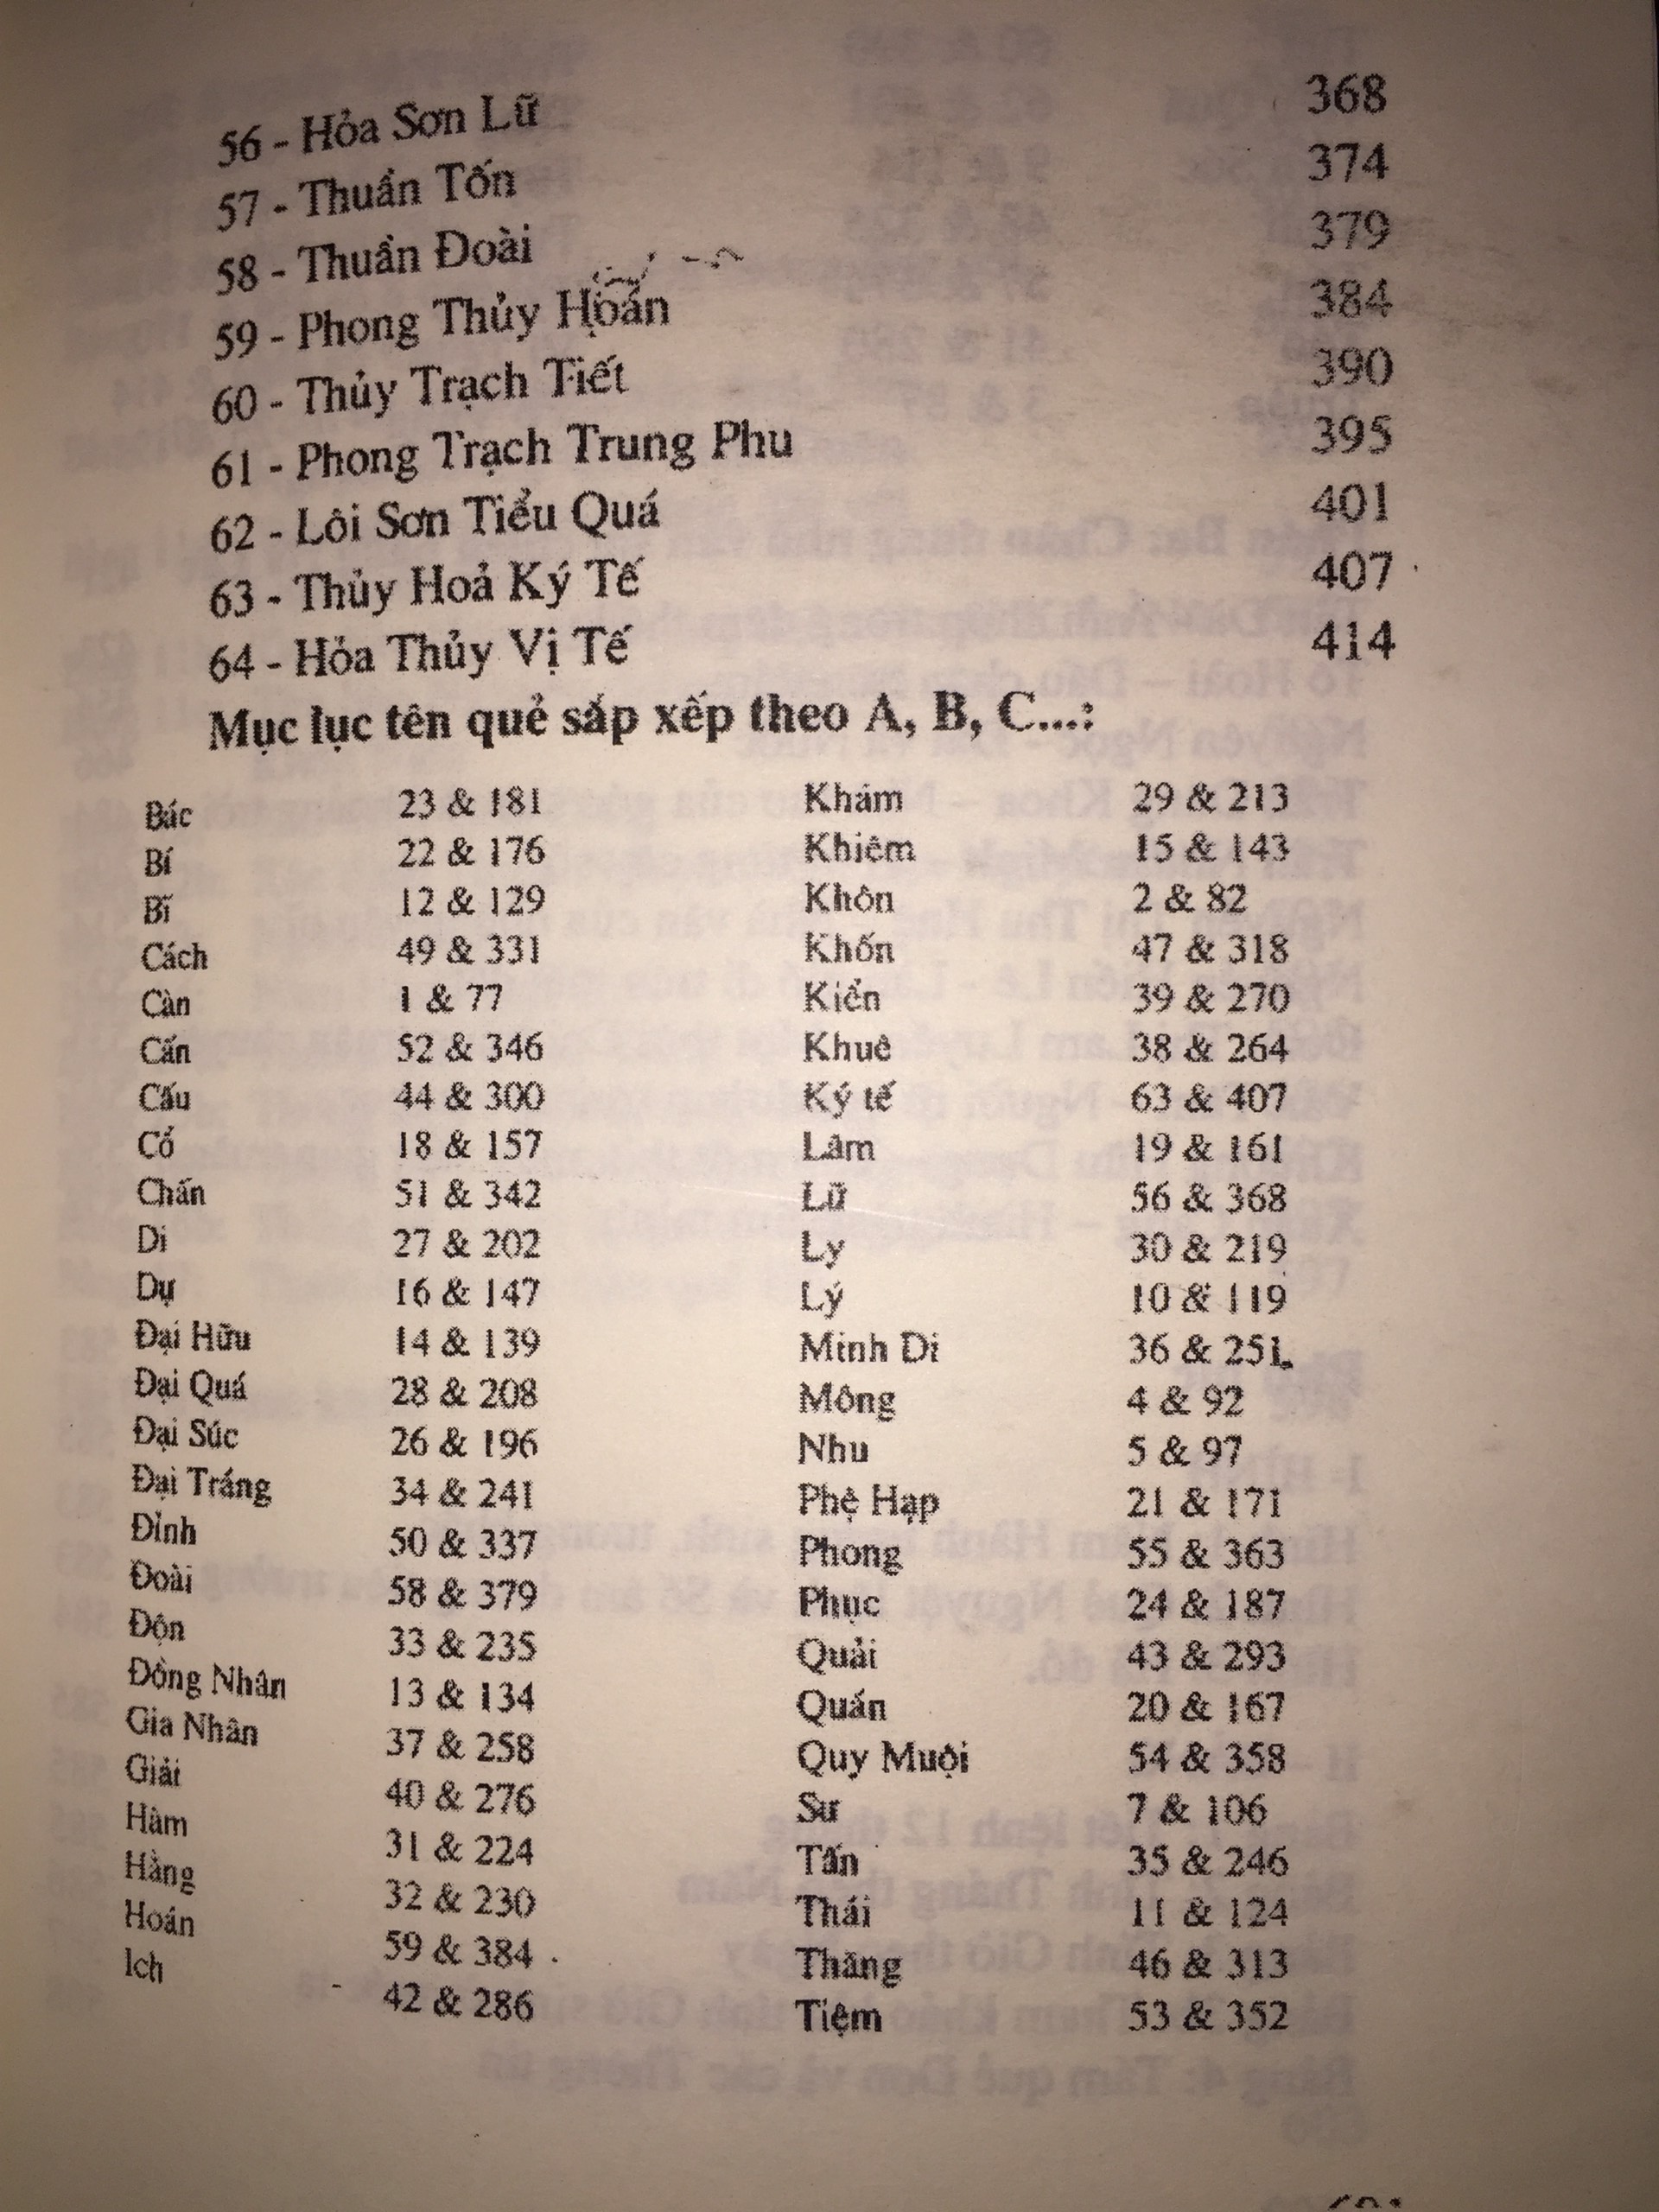 56 - Hỏa Sơn Lữ 368
57 - Thuần Tốn 374
58 - Thuần Đoài 379
59 - Phong Thủy Hoán 384
60 - Thủy Trạch Tiết 390
61 - Phong Trạch Trung Phu 395
62 - Lôi Sơn Tiểu Quá 401
63 - Thủy Hoả Ký Tế 407
64 - Hỏa Thủy Vị Tế 414
Mục lục tên quẻ sắp xếp theo A, B, C...:
Bác 23 & 181
Bí 22 & 176
Bĩ 12 & 129
Cách 49 & 331
Càn 1 & 77
Cấn 52 & 346
Cấu 44 & 300
Cổ 18 & 157
Chấn 51 & 342
Di 27 & 202
Dự 16 & 147
Đại Hữu 14 & 139
Đại Quá 28 & 208
Đại Súc 26 & 196
Đại Tráng 34 & 241
Đỉnh 50 & 337
Đoài 58 & 379
Độn 33 & 235
Đồng Nhân 13 & 134
Gia Nhân 37 & 258
Giải 40 & 276
Hàm 31 & 224
Hằng 32 & 230
Hoán 59 & 384
Ich 42 & 286
Khảm 29 & 213
Khiêm 15 & 143
Khôn 2 & 82
Khốn 47 & 318
Kiển 39 & 270
Khuê 38 & 264
Ký tế 63 & 407
Lâm 19 & 161
Lữ 56 & 368
Ly 30 & 219
Lý 10 & 119
Minh Di 36 & 251
Mông 4 & 92
Nhu 5 & 97
Phệ Hạp 21 & 171
Phong 55 & 363
Phục 24 & 187
Quải 43 & 293
Quán 20 & 167
Quy Muội 54 & 358
Sư 7 & 106
Tấn 35 & 246
Thái 11 & 124
Thăng 46 & 313
Tiệm 53 & 352